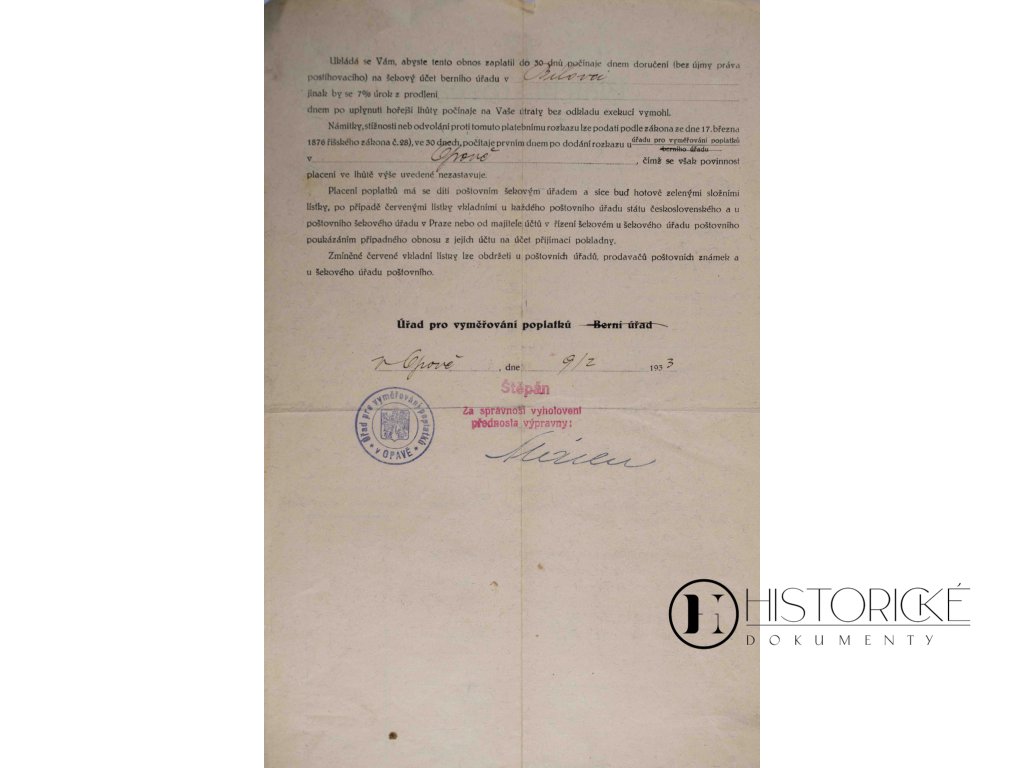 Ukládá se Vám, abyste tento obnos zaplatil do 30 dnů počínaje dnem doručení (bez újmy práva
postihovacího) na šekový účet berního úřadu v
jinak by se 7% úrok z prodlení
dnem po uplynutí hořejší lhůty počínaje na Vaše útraty bez odkladu exekucí vymohl.
Námitky, stížnosti neb odvolání proti tomuto platebnímu rozkazu lze podati podle zákona ze dne 17. března
1876 říšského zákona č. 28), ve 30 dnech, počítaje prvním dnem po dodání rozkazu u úřadu pro vyměřování poplatků
berního úřadu
v Opavě, čímž se však povinnost
placení ve lhůtě výše uvedené nezastavuje.
Placení poplatků má se díti poštovním šekovým úřadem a sice buď hotově zelenými složními
lístky, po případě červenými lístky vkladními u každého poštovního úřadu státu československého a u
poštovního šekového úřadu v Praze nebo od majitele účtů v řízení šekovém u šekového úřadu poštovního
poukázáním případného obnosu z jejich účtu na účet přijímací pokladny.
Zmíněné červené vkladní lístky lze obdržeti u poštovních úřadů, prodavačů poštovních známek a
u šekového úřadu poštovního.
Úřad pro vyměřování poplatků Berní úřad
v Opavě, dne 9/2 1933
Štěpán
Za správnost vyhotovení
přednosta výpravny:
Úřad pro vyměřování poplatků
v OPAVĚ
HISTORICKÉ
DOKUMENTY